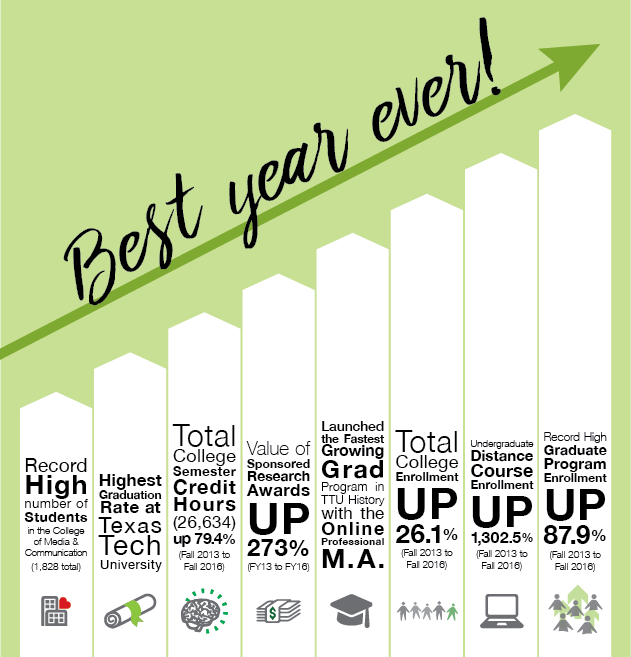 Best year ever!
Record
High
number of
Students
in the College
of Media &
Communication
(1,828 total)
Highest
Graduation
Rate at
Texas
Tech
University
Total
College
Semester
Credit
Hours
(26,634)
up 79.4%
(Fall 2013 to
Fall 2016)
Value of
Sponsored
Research
Awards
UP
273%
(FY13 to FY16)
Launched
the Fastest
Growing
Grad
Program in
TTU History
with the
Online
Professional
M.A.
Total
College
Enrollment
UP
26.1%
(Fall 2013 to
Fall 2016)
Undergraduate
Distance
Course
Enrollment
UP
1,302.5%
(Fall 2013 to
Fall 2016)
Record High
Graduate
Program
Enrollment
UP
87.9%
(Fall 2013 to
Fall 2016)